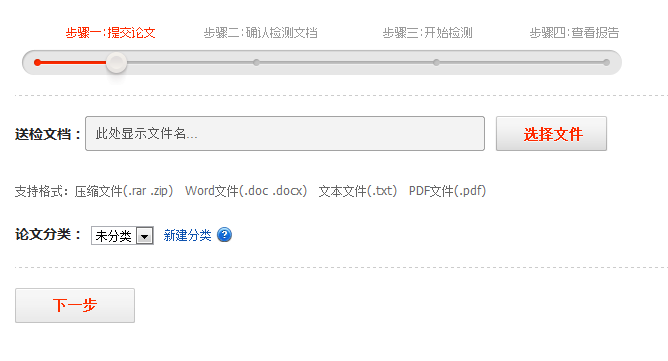 步骤一:提交论文 步骤二:确认检测文档 步骤三:开始检测 步骤四:查看报告
送检文档： 此处显示文件名... 选择文件
支持格式：压缩文件(.rar .zip) Word文件(.doc .docx) 文本文件(.txt) PDF文件(.pdf)
论文分类： 未分类 新建分类 ?
下一步